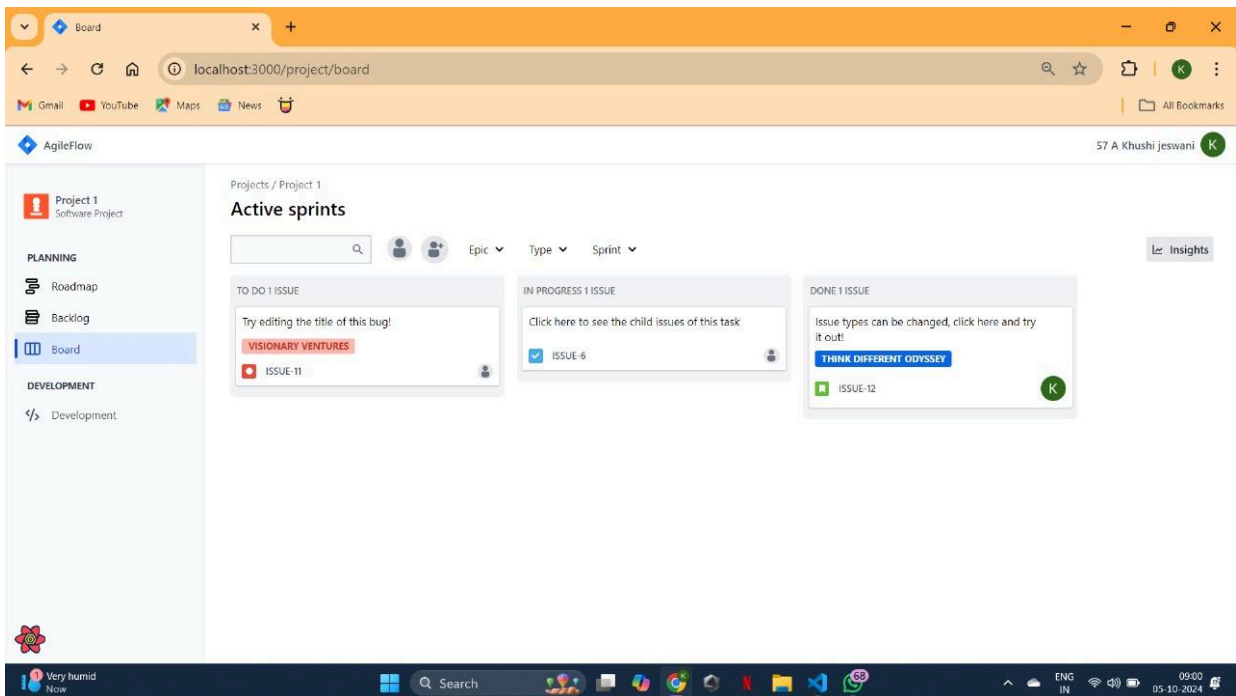 Board
localhost:3000/project/board
K
Gmail YouTube Maps News All Bookmarks
AgileFlow 57 A Khushi jeswani K
Project 1
Software Project
PLANNING
Roadmap
Backlog
Board
DEVELOPMENT
Development
Projects / Project 1
Active sprints
Epic Type Sprint Insights
TO DO 1 ISSUE
Try editing the title of this bug!
VISIONARY VENTURES
ISSUE-11
IN PROGRESS 1 ISSUE
Click here to see the child issues of this task
ISSUE-6
DONE 1 ISSUE
Issue types can be changed, click here and try
it out!
THINK DIFFERENT ODYSSEY
ISSUE-12 K
1 Very humid
Now
Search
N
68
ENG
IN
09:00
05-10-2024